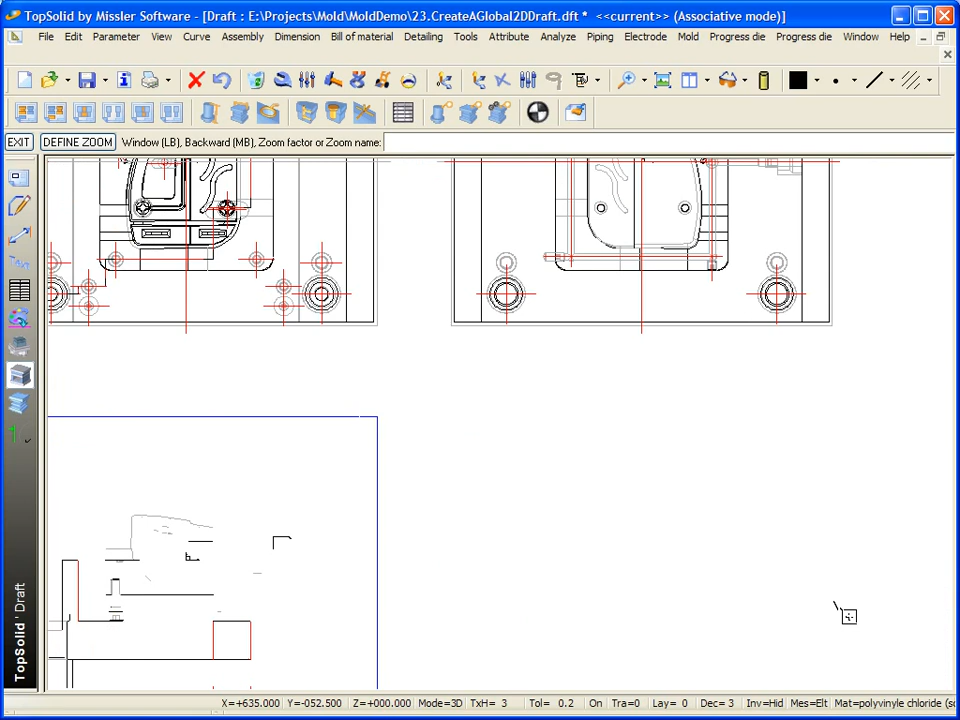 TopSolid by Missler Software - [Draft : E:\Projects\Mold\MoldDemo\23.CreateAGlobal2DDraft.dft *  <<current>> (Associative mode)]
File Edit Parameter View Curve Assembly Dimension Bill of material Detailing Tools Attribute Analyze Piping Electrode Mold Progress die Progress die Window Help
EXIT DEFINE ZOOM Window (LB), Backward (MB), Zoom factor or Zoom name:
TopSolid 'Draft
X=+635.000 Y=-052.500 Z=+000.000 Mode=3D TxH= 3 Tol= 0.2 On Tra=0 Lay= 0 Dec= 3 Inv=Hid Mes=Elt Mat=polyvinyle chloride (so